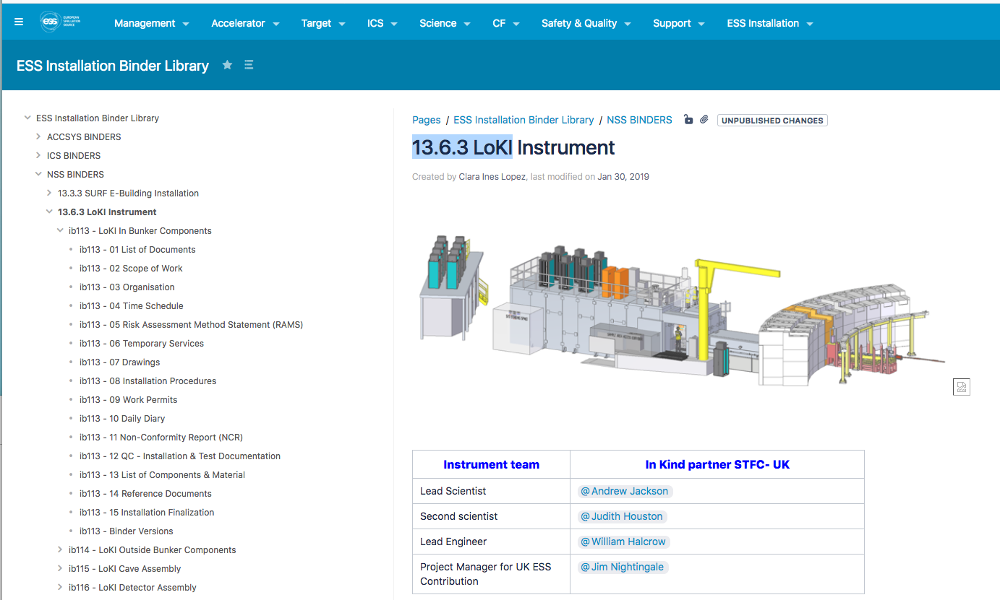 ess EUROPEAN SPALLATION SOURCE
Management
Accelerator
Target
ICS
Science
CF
Safety & Quality
Support
ESS Installation
ESS Installation Binder Library
ESS Installation Binder Library
ACCSYS BINDERS
ICS BINDERS
NSS BINDERS
13.3.3 SURF E-Building Installation
13.6.3 LoKI Instrument
ib113 - LoKI In Bunker Components
ib113 - 01 List of Documents
ib113 - 02 Scope of Work
ib113 - 03 Organisation
ib113 - 04 Time Schedule
ib113 - 05 Risk Assessment Method Statement (RAMS)
ib113 - 06 Temporary Services
ib113 - 07 Drawings
ib113 - 08 Installation Procedures
ib113 - 09 Work Permits
ib113 - 10 Daily Diary
ib113 - 11 Non-Conformity Report (NCR)
ib113 - 12 QC - Installation & Test Documentation
ib113 - 13 List of Components & Material
ib113 - 14 Reference Documents
ib113 - 15 Installation Finalization
ib113 - Binder Versions
ib114 - LoKI Outside Bunker Components
ib115 - LoKI Cave Assembly
ib116 - LoKI Detector Assembly
Pages / ESS Installation Binder Library / NSS BINDERS UNPUBLISHED CHANGES
13.6.3 LoKI Instrument
Created by Clara Ines Lopez, last modified on Jan 30, 2019
Instrument team In Kind partner STFC- UK
Lead Scientist @Andrew Jackson
Second scientist @Judith Houston
Lead Engineer @William Halcrow
Project Manager for UK ESS @Jim Nightingale
Contribution